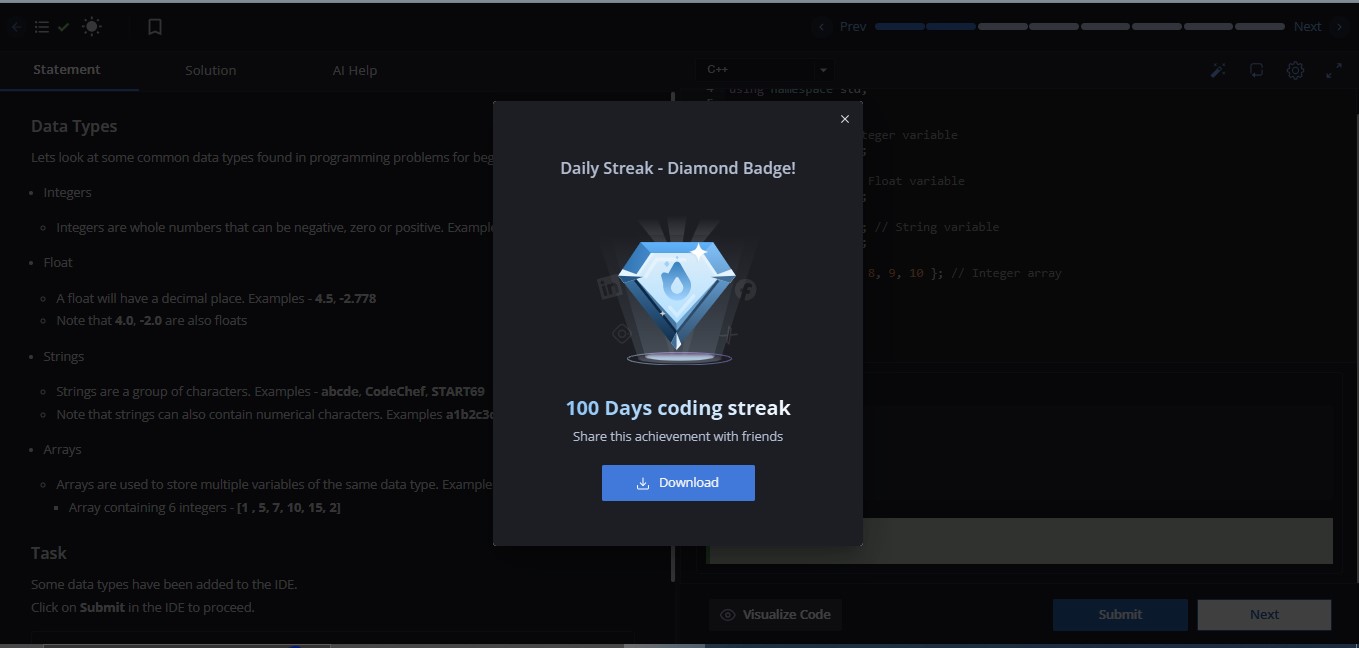 Prev
Next
Statement
Solution
AI Help
C++
Data Types
Lets look at some common data types found in programming problems for beg
• Integers
Integers are whole numbers that can be negative, zero or positive. Exampl
• Float
A float will have a decimal place. Examples - 4.5, -2.778
Note that 4.0, -2.0 are also floats
• Strings
Strings are a group of characters. Examples - abcde, CodeChef, START69
Note that strings can also contain numerical characters. Examples a1b2c3
• Arrays
Arrays are used to store multiple variables of the same data type. Example
Array containing 6 integers - [1 , 5, 7, 10, 15, 2]
Task
Some data types have been added to the IDE.
Click on Submit in the IDE to proceed.
Daily Streak - Diamond Badge!
in
100 Days coding streak
Share this achievement with friends
Download
4 using namespace std;
teger variable
;
Float variable
;
; // String variable
;
8, 9, 10 }; // Integer array
Visualize Code
Submit
Next